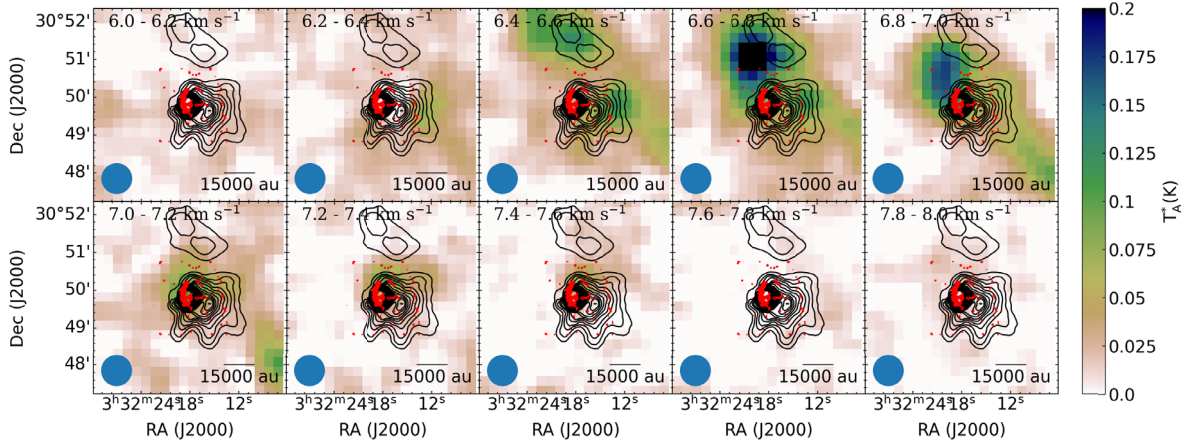 6.0 - 6.2 km s⁻¹ 6.2 - 6.4 km s⁻¹ 6.4 - 6.6 km s⁻¹ 6.6 - 6.8 km s⁻¹ 6.8 - 7.0 km s⁻¹
30°52'
51'
50'
49'
48'
Dec (J2000)
15000 au 15000 au 15000 au 15000 au 15000 au
7.0 - 7.2 km s⁻¹ 7.2 - 7.4 km s⁻¹ 7.4 - 7.6 km s⁻¹ 7.6 - 7.8 km s⁻¹ 7.8 - 8.0 km s⁻¹
30°52'
51'
50'
49'
48'
Dec (J2000)
15000 au 15000 au 15000 au 15000 au 15000 au
3ʰ32ᵐ24ˢ18ˢ 12ˢ 3ʰ32ᵐ24ˢ18ˢ 12ˢ 3ʰ32ᵐ24ˢ18ˢ 12ˢ 3ʰ32ᵐ24ˢ18ˢ 12ˢ 3ʰ32ᵐ24ˢ18ˢ 12ˢ
RA (J2000) RA (J2000) RA (J2000) RA (J2000) RA (J2000)
0.2
0.175
0.15
0.125
0.1
0.075
0.05
0.025
0.0
T*A(K)